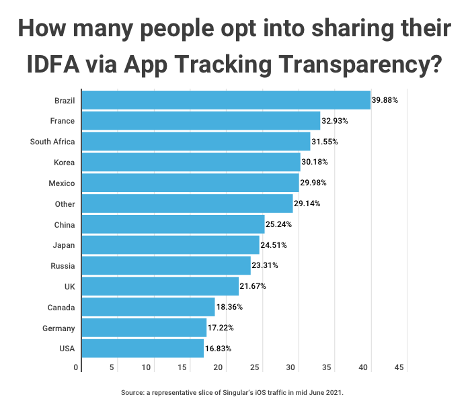 How many people opt into sharing their
IDFA via App Tracking Transparency?
Brazil 39.88%
France 32.93%
South Africa 31.55%
Korea 30.18%
Mexico 29.98%
Other 29.14%
China 25.24%
Japan 24.51%
Russia 23.31%
UK 21.67%
Canada 18.36%
Germany 17.22%
USA 16.83%
0 5 10 15 20 25 30 35 40 45
Source: a representative slice of Singular's iOS traffic in mid June 2021.